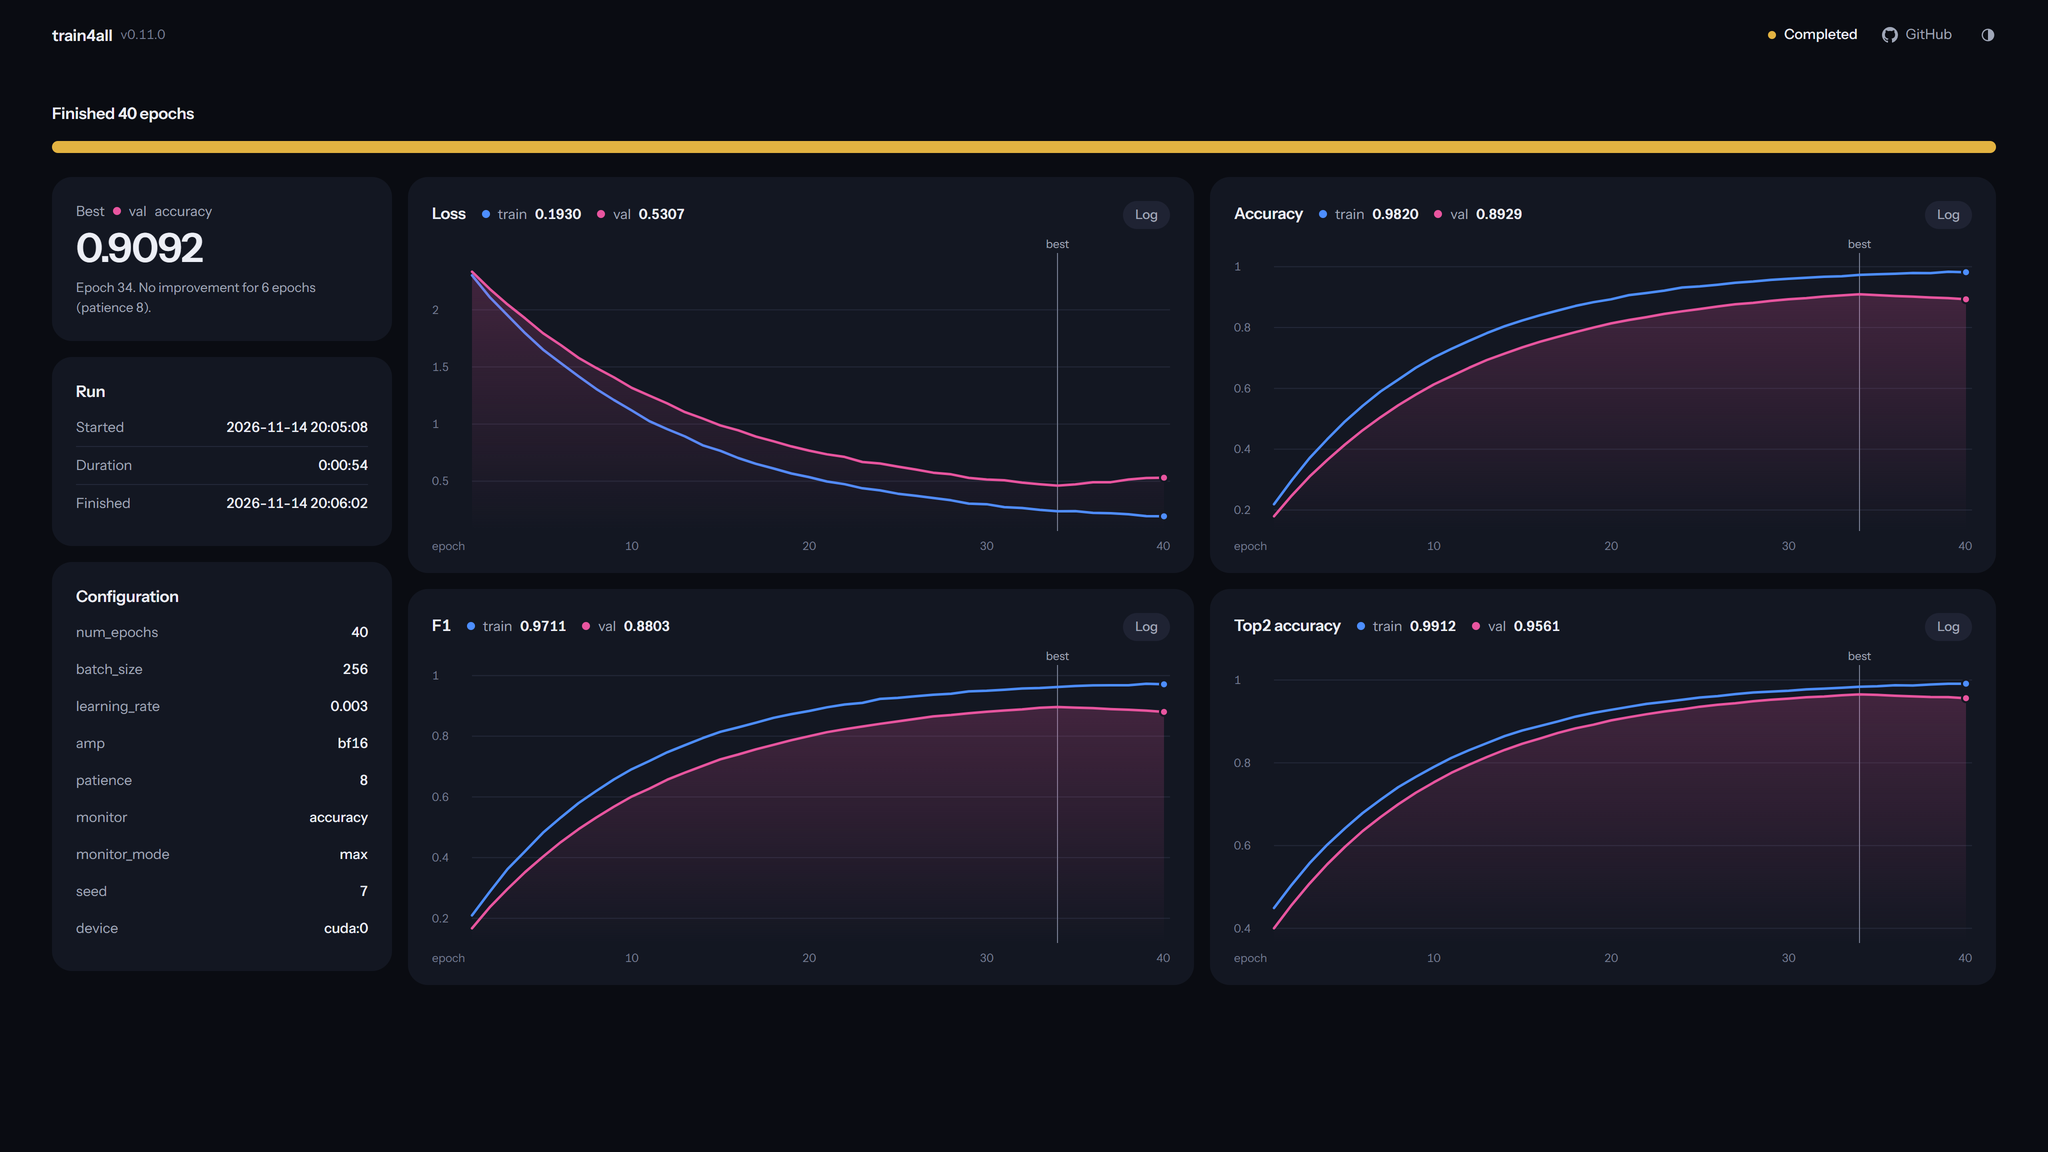 train4all v0.11.0
Completed GitHub
Finished 40 epochs
Best val accuracy
0.9092
Epoch 34. No improvement for 6 epochs
(patience 8).
Run
Started 2026-11-14 20:05:08
Duration 0:00:54
Finished 2026-11-14 20:06:02
Configuration
num_epochs 40
batch_size 256
learning_rate 0.003
amp bf16
patience 8
monitor accuracy
monitor_mode max
seed 7
device cuda:0
Loss train 0.1930 val 0.5307 Log
best
2
1.5
1
0.5
epoch 10 20 30 40
Accuracy train 0.9820 val 0.8929 Log
best
1
0.8
0.6
0.4
0.2
epoch 10 20 30 40
F1 train 0.9711 val 0.8803 Log
best
1
0.8
0.6
0.4
0.2
epoch 10 20 30 40
Top2 accuracy train 0.9912 val 0.9561 Log
best
1
0.8
0.6
0.4
epoch 10 20 30 40